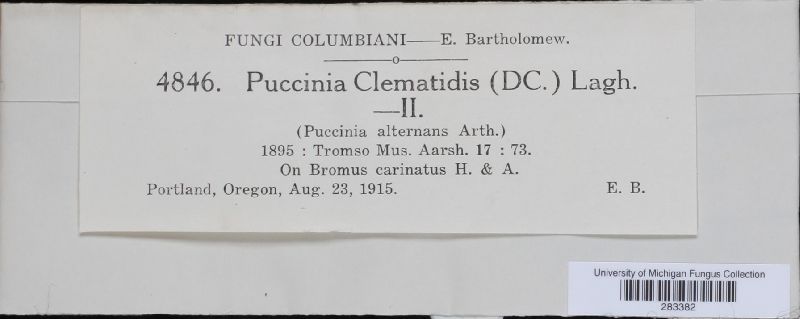 FUNGI COLUMBIANI—E. Bartholomew.
4846. Puccinia Clematidis (DC.) Lagh.
—II.
(Puccinia alternans Arth.)
1895 : Tromso Mus. Aarsh. 17 : 73.
On Bromus carinatus H. & A.
Portland, Oregon, Aug. 23, 1915. E. B.
University of Michigan Fungus Collection
283382